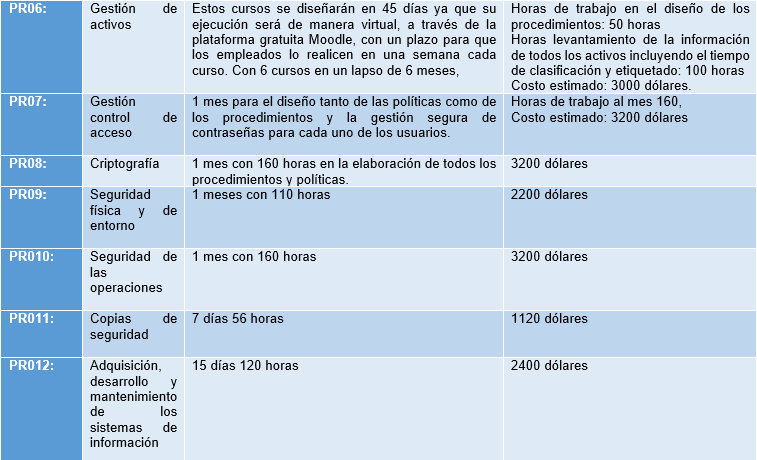 PR06:
Gestión de
activos
Estos cursos se diseñarán en 45 días ya que su
ejecución será de manera virtual, a través de la
plataforma gratuita Moodle, con un plazo para que
los empleados lo realicen en una semana cada
curso. Con 6 cursos en un lapso de 6 meses,
Horas de trabajo en el diseño de los
procedimientos: 50 horas
Horas levantamiento de la información
de todos los activos incluyendo el tiempo
de clasificación y etiquetado: 100 horas
Costo estimado: 3000 dólares.
PR07:
Gestión
control de
acceso
1 mes para el diseño tanto de las políticas como de
los procedimientos y la gestión segura de
contraseñas para cada uno de los usuarios.
Horas de trabajo al mes 160,
Costo estimado: 3200 dólares
PR08:
Criptografía
1 mes con 160 horas en la elaboración de todos los
procedimientos y políticas.
3200 dólares
PR09:
Seguridad
física y de
entorno
1 meses con 110 horas
2200 dólares
PR010:
Seguridad de
las
operaciones
1 mes con 160 horas
3200 dólares
PR011:
Copias de
seguridad
7 días 56 horas
1120 dólares
PR012:
Adquisición,
desarrollo y
mantenimiento
de los
sistemas de
información
15 días 120 horas
2400 dólares